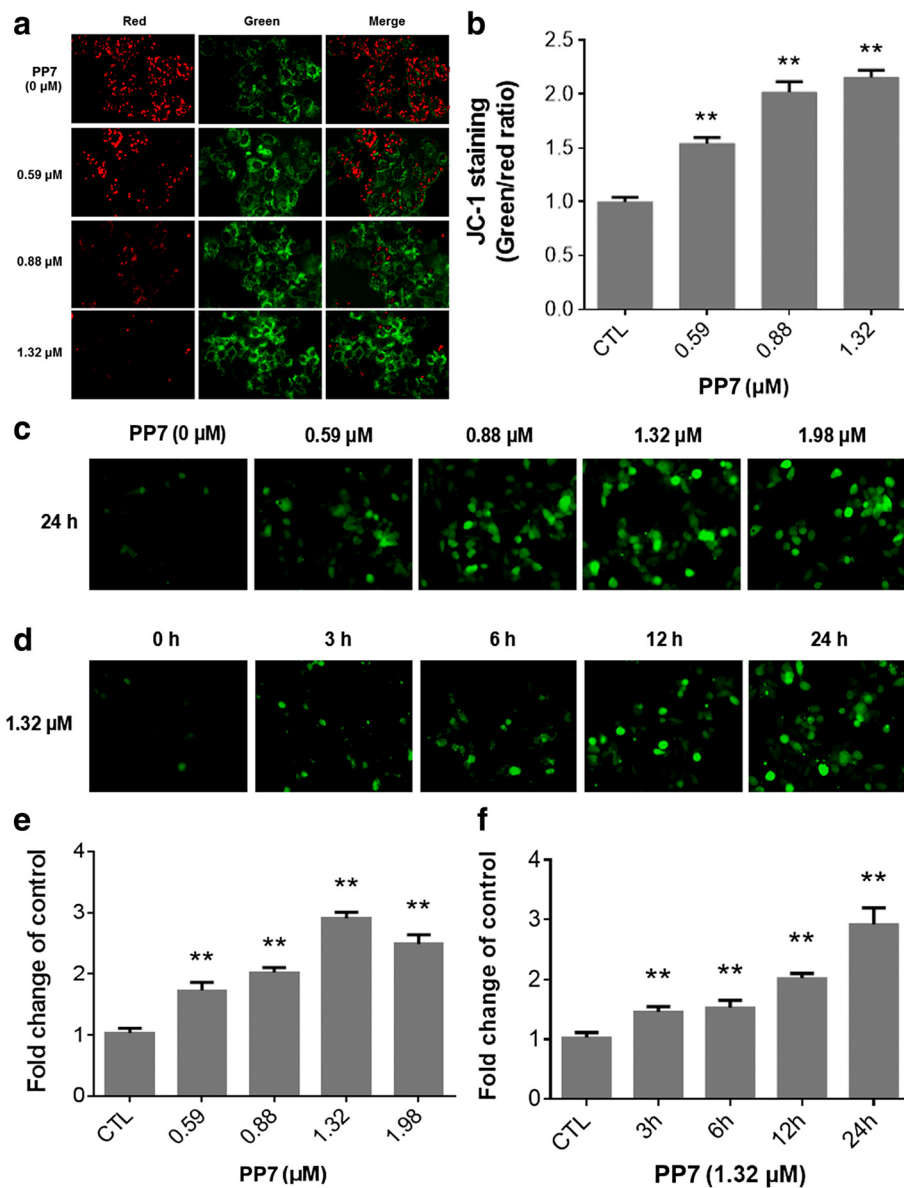 a
Red Green Merge
PP7
(0 µM)
0.59 µM
0.88 µM
1.32 µM
b
JC-1 staining
(Green/red ratio)
2.5
2.0
1.5
1.0
0.5
0.0
** ** **
CTL 0.59 0.88 1.32
PP7 (µM)
c
PP7 (0 µM) 0.59 µM 0.88 µM 1.32 µM 1.98 µM
24 h
d
0 h 3 h 6 h 12 h 24 h
1.32 µM
e
Fold change of control
4
3
2
1
0
** ** ** **
CTL 0.59 0.88 1.32 1.98
PP7 (µM)
f
Fold change of control
4
3
2
1
0
** ** ** **
CTL 3h 6h 12h 24h
PP7 (1.32 µM)